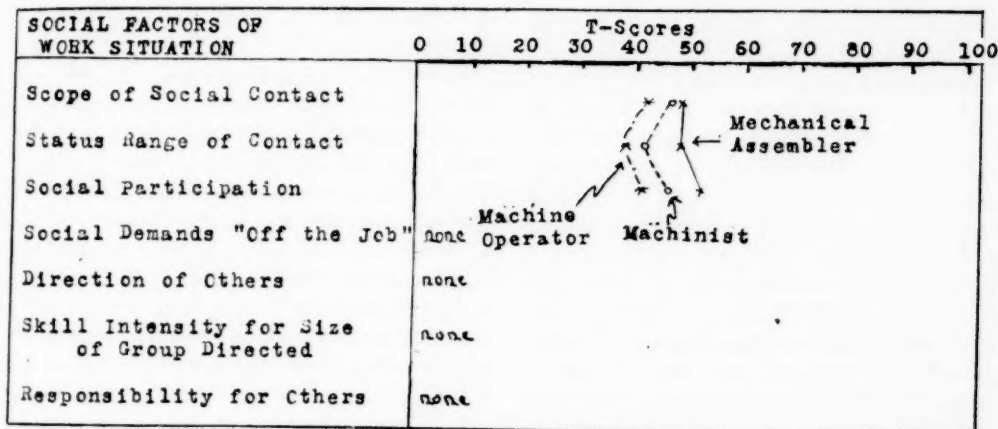 SOCIAL FACTORS OF
WORK SITUATION
T-Scores
0 10 20 30 40 50 60 70 80 90 100
Scope of Social Contact
Status Range of Contact
Mechanical
Assembler
Social Participation
Machine
Operator
Machinist
Social Demands "Off the Job" none
Direction of Others none
Skill Intensity for Size
of Group Directed none
Responsibility for Others none